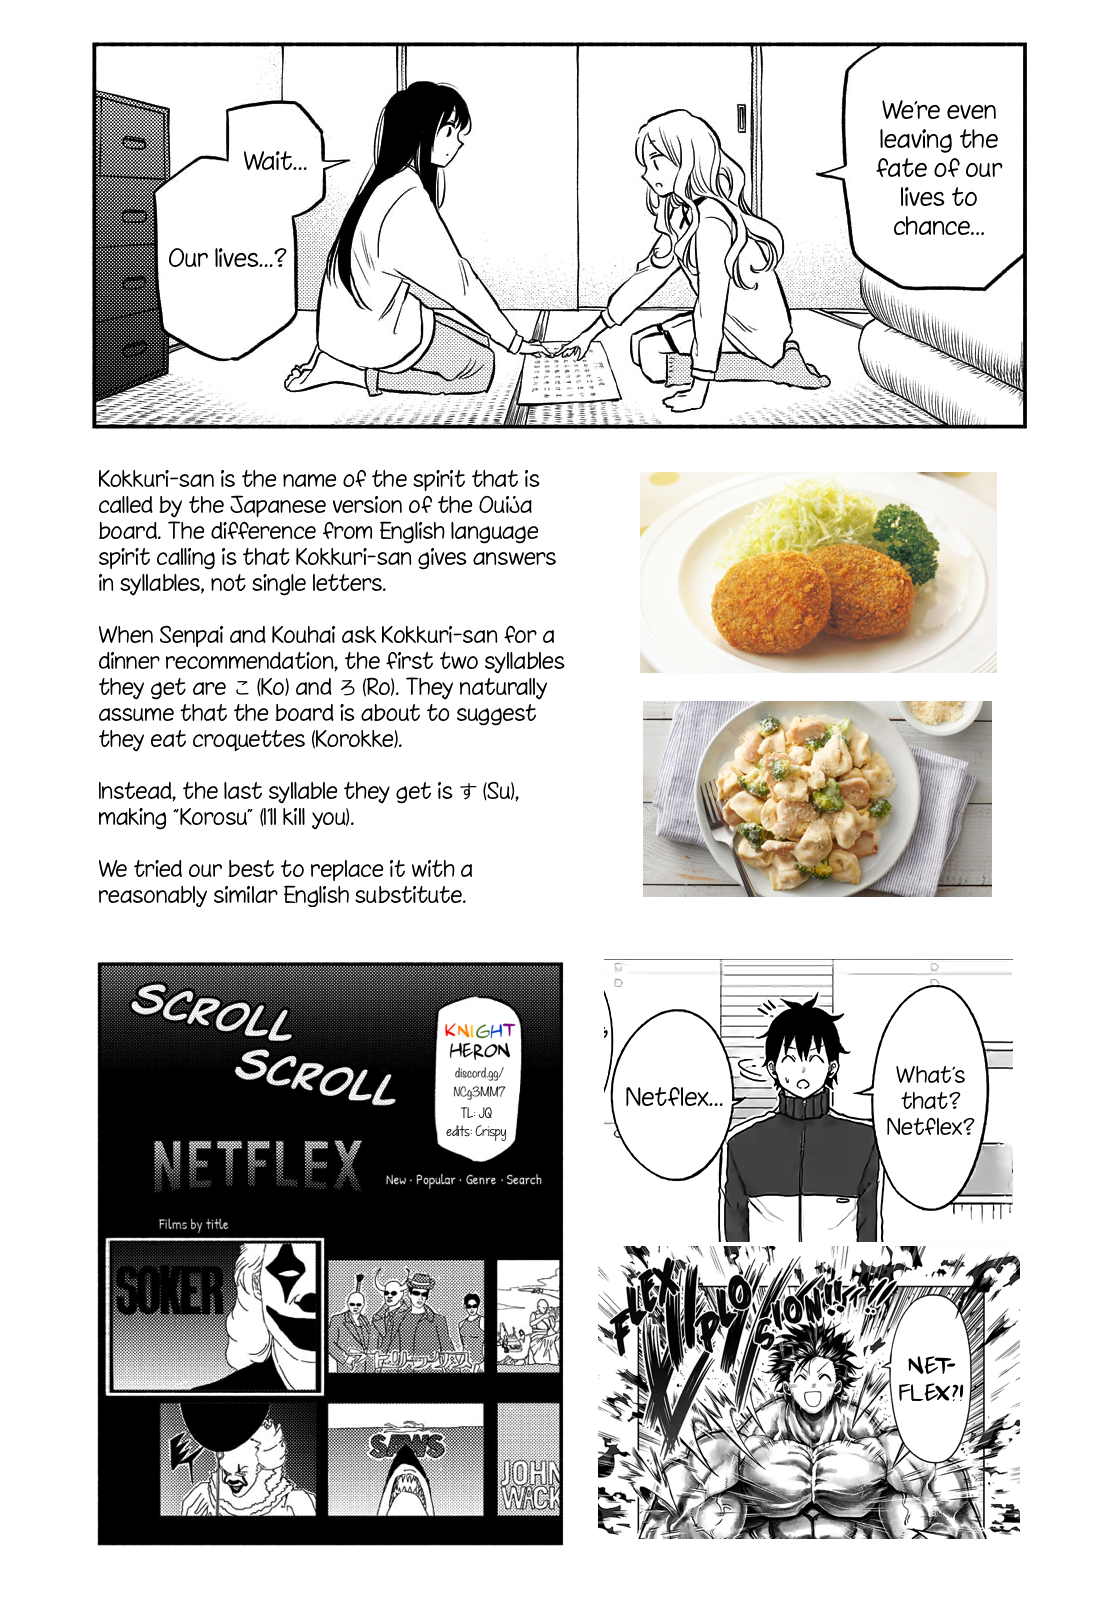 We're even
leaving the
fate of our
lives to
chance...
Wait...
Our lives...?
Kokkuri-san is the name of the spirit that is
called by the Japanese version of the Ouija
board. The difference from English language
spirit calling is that Kokkuri-san gives answers
in syllables, not single letters.
When Senpai and Kouhai ask Kokkuri-san for a
dinner recommendation, the first two syllables
they get are こ (Ko) and ろ (Ro). They naturally
assume that the board is about to suggest
they eat croquettes (Korokke).
Instead, the last syllable they get is す (Su),
making "Korosu" (I'll kill you).
We tried our best to replace it with a
reasonably similar English substitute.
SCROLL
SCROLL
KNIGHT
HERON
discord.gg/
NCg3MM7
TL: JQ
edits: Crispy
NETFLEX
New · Popular · Genre · Search
Films by title
SOKER
SAWS
JOHN
WACK
What's
that?
Netflex?
Netflex...
FLEXPLOSION!!
NET-
FLEX?!